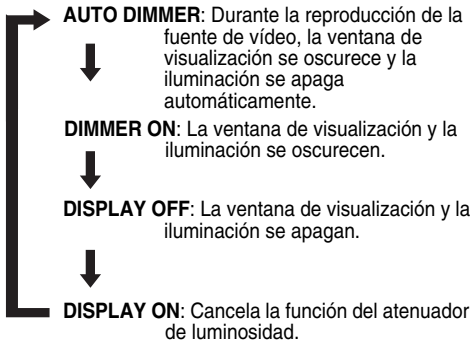 AUTO DIMMER: Durante la reproducción de la
fuente de vídeo, la ventana de
visualización se oscurece y la
iluminación se apaga
automáticamente.
DIMMER ON: La ventana de visualización y la
iluminación se oscurecen.
DISPLAY OFF: La ventana de visualización y la
iluminación se apagan.
DISPLAY ON: Cancela la función del atenuador
de luminosidad.